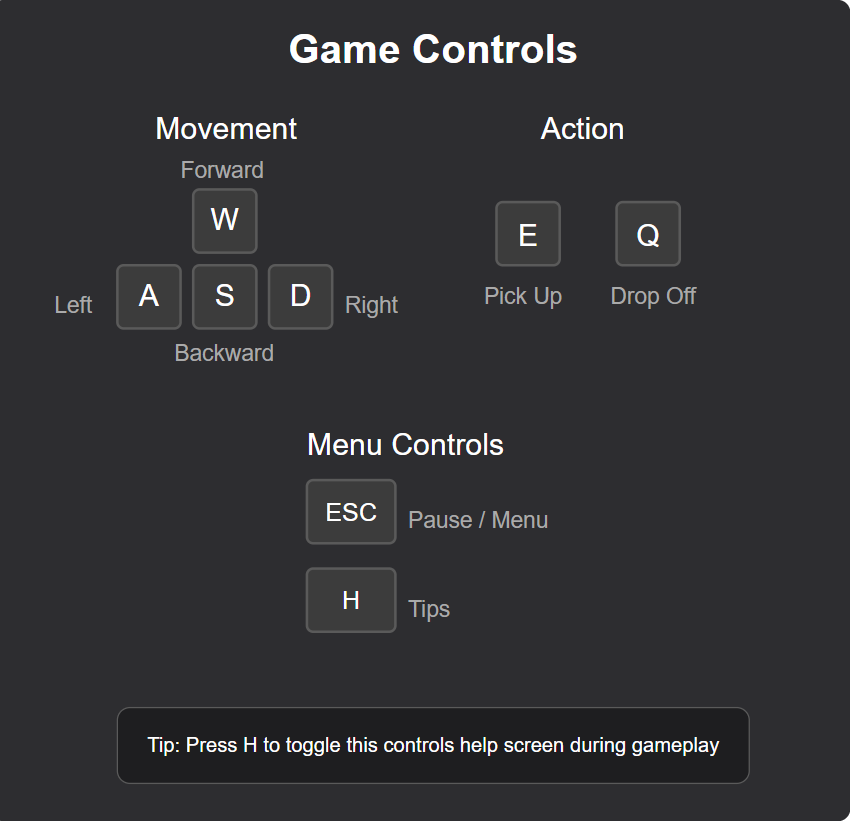 Game Controls
Movement
Forward
W
A S D
Left
Right
Backward
Action
E Q
Pick Up Drop Off
Menu Controls
ESC Pause / Menu
H Tips
Tip: Press H to toggle this controls help screen during gameplay